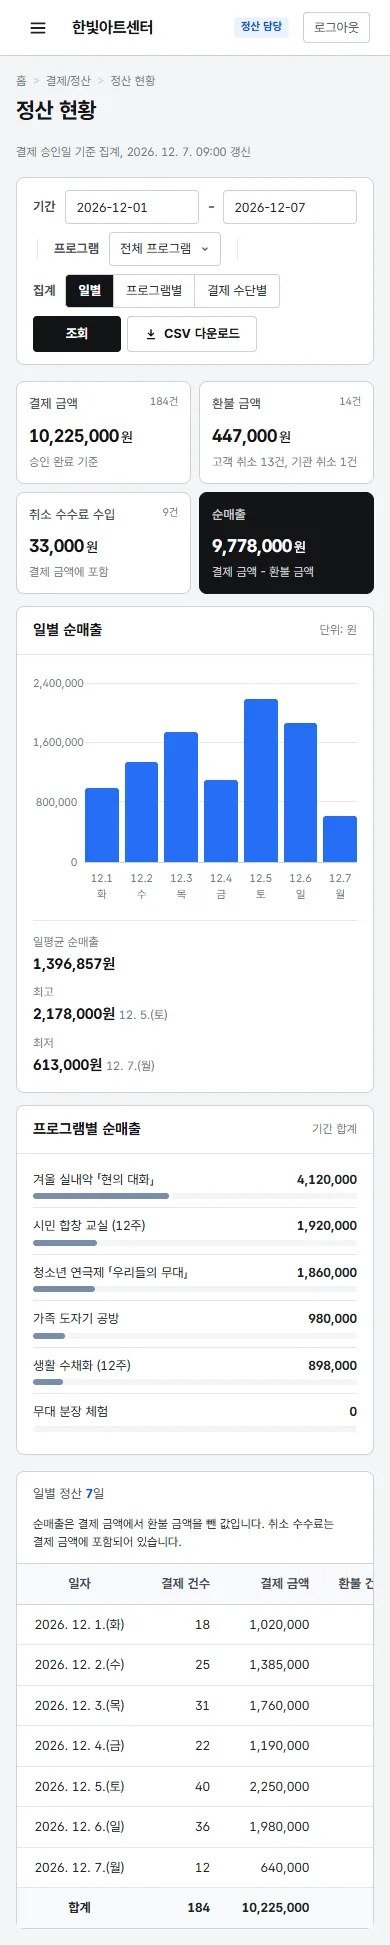 한빛아트센터
정산 담당
로그아웃
홈 > 결제/정산 > 정산 현황
정산 현황
결제 승인일 기준 집계, 2026. 12. 7. 09:00 갱신
기간 2026-12-01 - 2026-12-07
프로그램 전체 프로그램
집계 일별 프로그램별 결제 수단별
조회 CSV 다운로드
결제 금액 184건
10,225,000원
승인 완료 기준
환불 금액 14건
447,000원
고객 취소 13건, 기관 취소 1건
취소 수수료 수입 9건
33,000원
결제 금액에 포함
순매출
9,778,000원
결제 금액 - 환불 금액
일별 순매출 단위: 원
2,400,000
1,600,000
800,000
0
12.1 12.2 12.3 12.4 12.5 12.6 12.7
화 수 목 금 토 일 월
일평균 순매출
1,396,857원
최고
2,178,000원 12. 5.(토)
최저
613,000원 12. 7.(월)
프로그램별 순매출 기간 합계
겨울 실내악 「현의 대화」 4,120,000
시민 합창 교실 (12주) 1,920,000
청소년 연극제 「우리들의 무대」 1,860,000
가족 도자기 공방 980,000
생활 수채화 (12주) 898,000
무대 분장 체험 0
일별 정산 7일
순매출은 결제 금액에서 환불 금액을 뺀 값입니다. 취소 수수료는
결제 금액에 포함되어 있습니다.
일자 결제 건수 결제 금액 환불
2026. 12. 1.(화) 18 1,020,000
2026. 12. 2.(수) 25 1,385,000
2026. 12. 3.(목) 31 1,760,000
2026. 12. 4.(금) 22 1,190,000
2026. 12. 5.(토) 40 2,250,000
2026. 12. 6.(일) 36 1,980,000
2026. 12. 7.(월) 12 640,000
합계 184 10,225,000